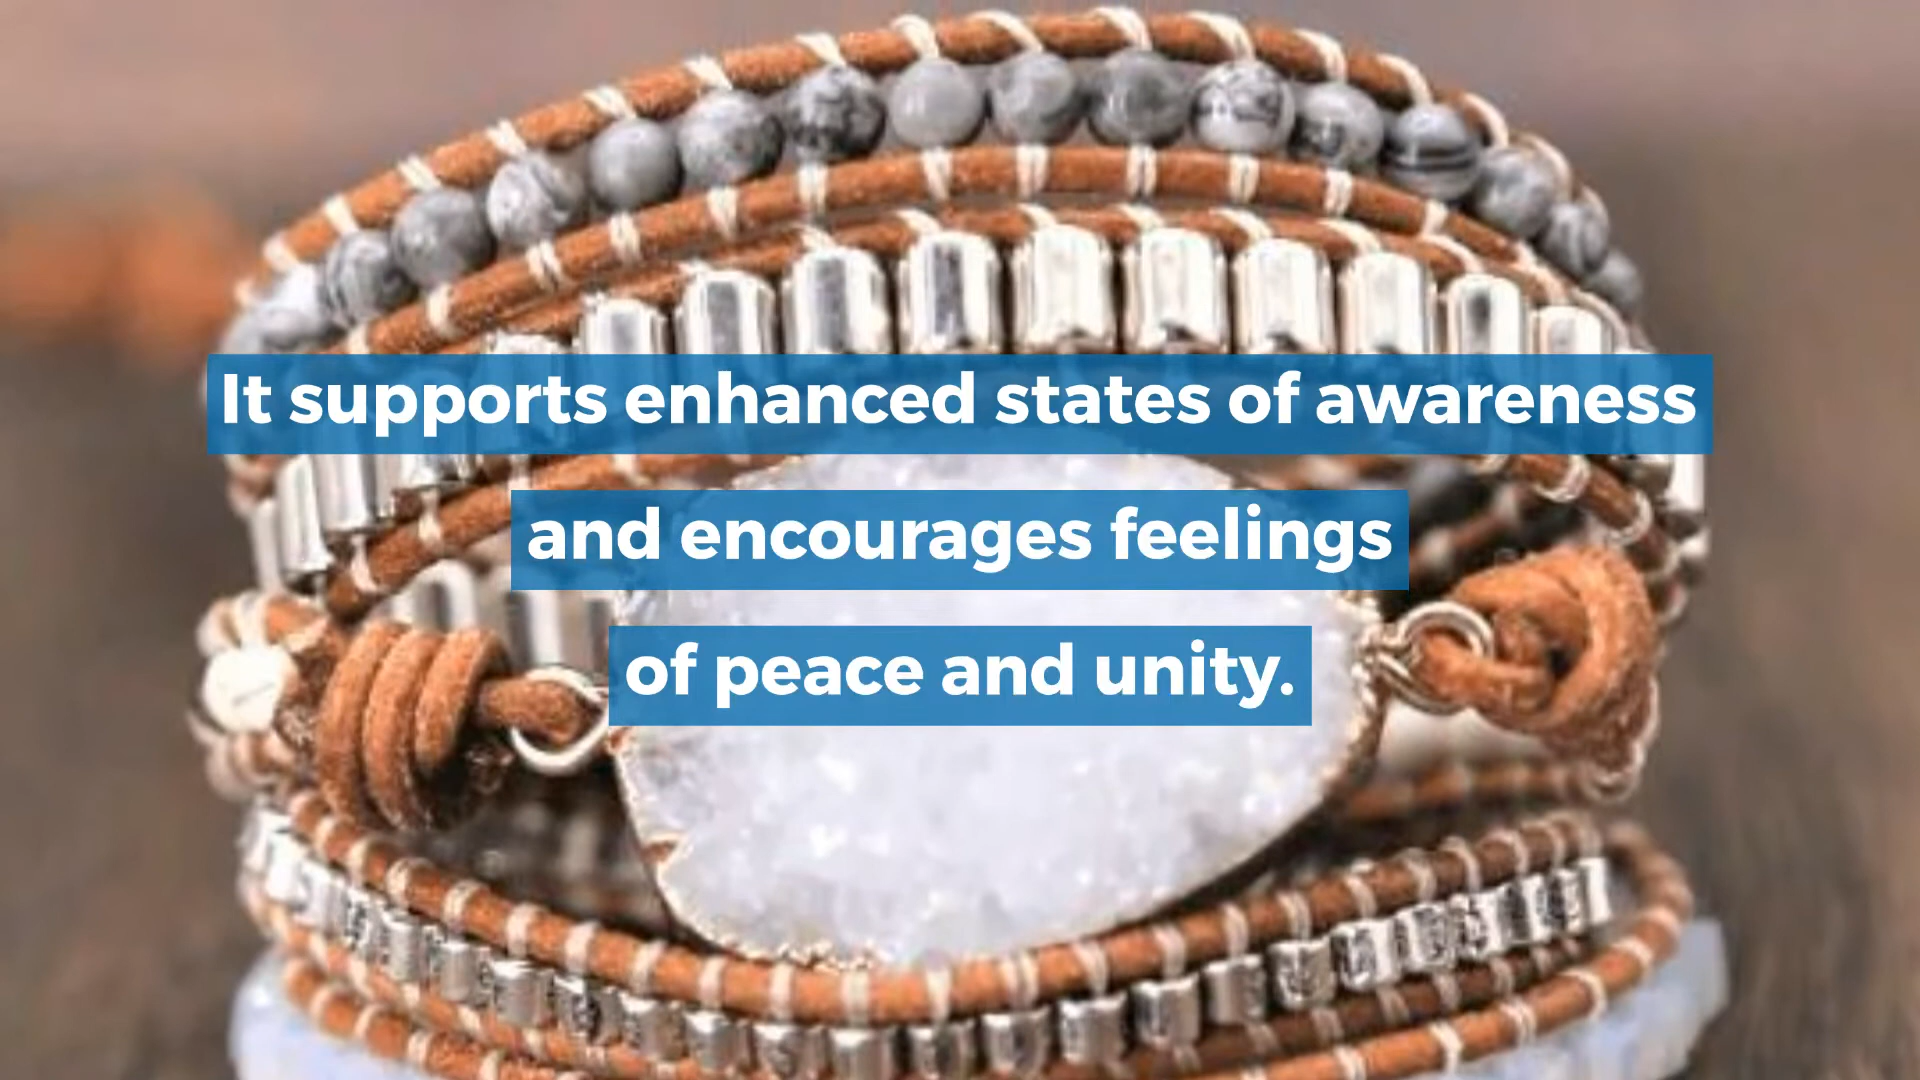 It supports enhanced states of awareness
and encourages feelings
of peace and unity.